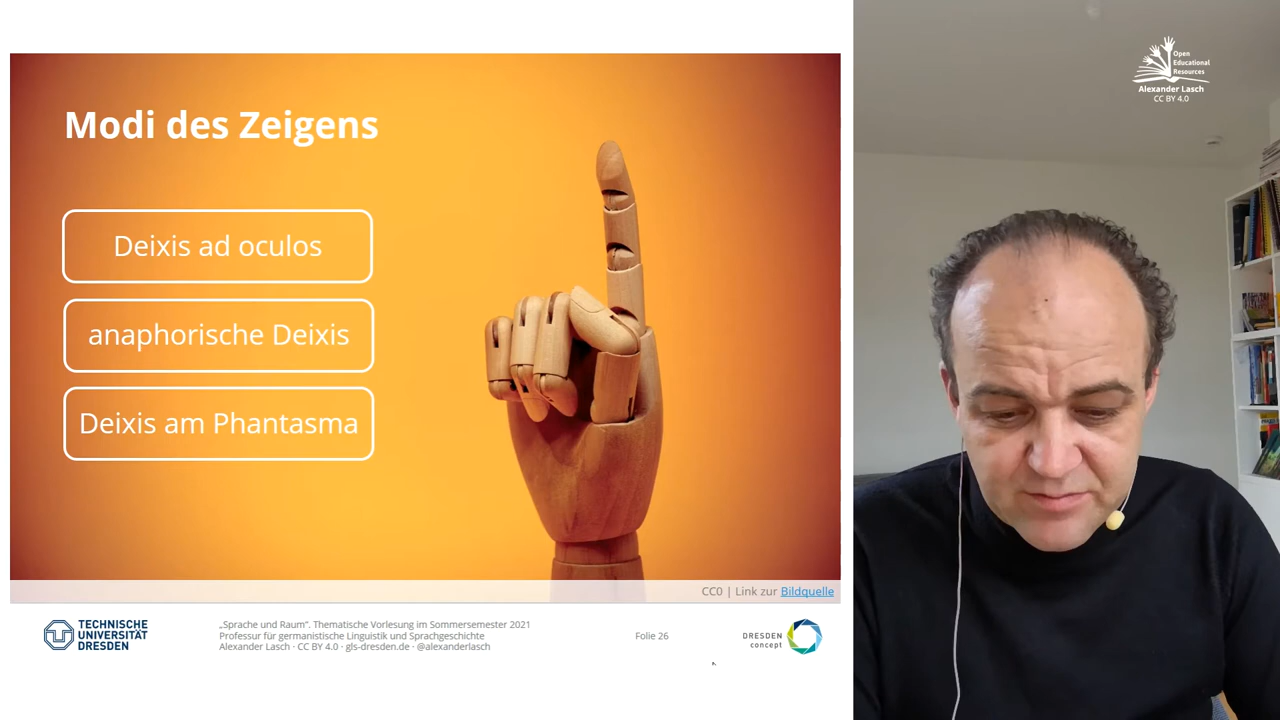 Modi des Zeigens
Deixis ad oculos
anaphorische Deixis
Deixis am Phantasma
CC0 | Link zur Bildquelle
TECHNISCHE
UNIVERSITÄT
DRESDEN
„Sprache und Raum“. Thematische Vorlesung im Sommersemester 2021
Professur für germanistische Linguistik und Sprachgeschichte
Alexander Lasch · CC BY 4.0 · gls-dresden.de · @alexanderlasch
Folie 26
DRESDEN
concept
Open
Educational
Resources
Alexander Lasch
CC BY 4.0